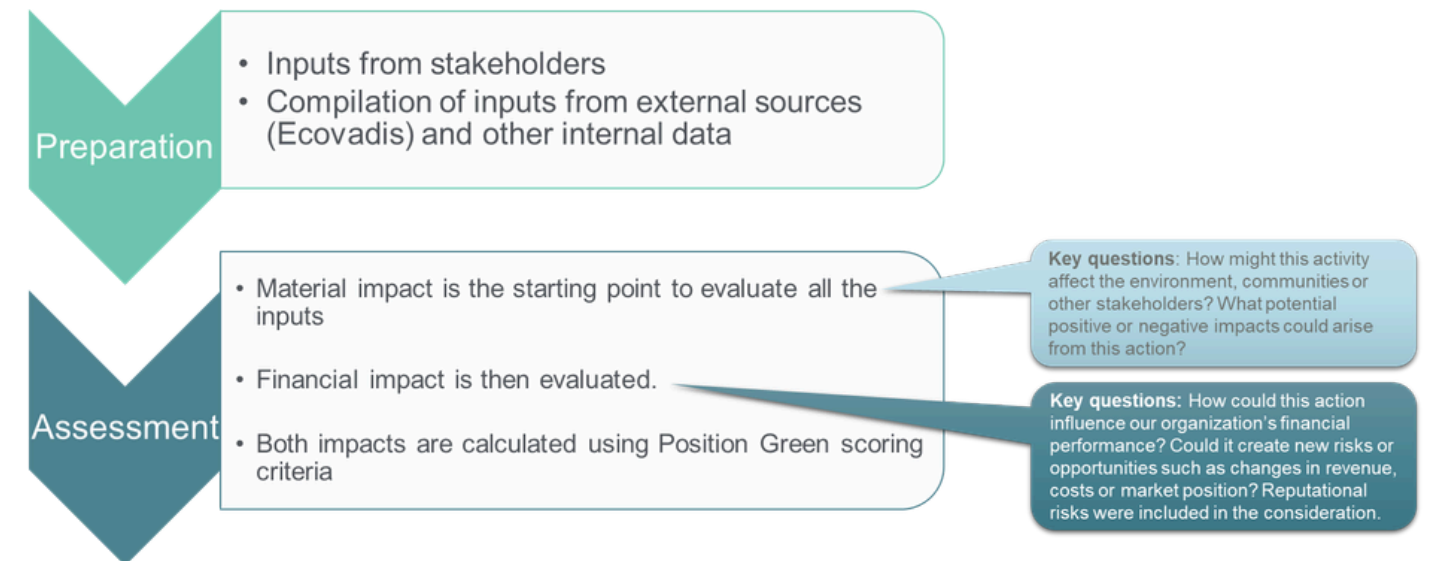 Preparation
• Inputs from stakeholders
• Compilation of inputs from external sources
(Ecovadis) and other internal data
Assessment
• Material impact is the starting point to evaluate all the
inputs
• Financial impact is then evaluated.
• Both impacts are calculated using Position Green scoring
criteria
Key questions: How might this activity
affect the environment, communities or
other stakeholders? What potential
positive or negative impacts could arise
from this action?
Key questions: How could this action
influence our organization's financial
performance? Could it create new risks or
opportunities such as changes in revenue,
costs or market position? Reputational
risks were included in the consideration.